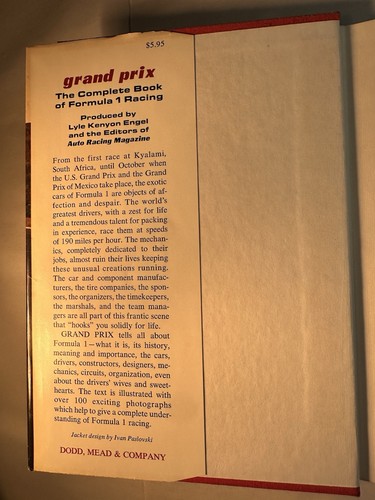 $5.95
grand prix
The Complete Book
of Formula 1 Racing
Produced by
Lyle Kenyon Engel
and the Editors of
Auto Racing Magazine
From the first race at Kyalami,
South Africa, until October when
the U.S. Grand Prix and the Grand
Prix of Mexico take place, the exotic
cars of Formula 1 are objects of af-
fection and despair. The world's
greatest drivers, with a zest for life
and a tremendous talent for packing
in experience, race them at speeds
of 190 miles per hour. The mechan-
ics, completely dedicated to their
jobs, almost ruin their lives keeping
these unusual creations running.
The car and component manufac-
turers, the tire companies, the spon-
sors, the organizers, the timekeepers,
the marshals, and the team mana-
gers are all part of this frantic scene
that "hooks" you solidly for life.
GRAND PRIX tells all about
Formula 1—what it is, its history,
meaning and importance, the cars,
drivers, constructors, designers, me-
chanics, circuits, organization, even
about the drivers' wives and sweet-
hearts. The text is illustrated with
over 100 exciting photographs
which help to give a complete under-
standing of Formula 1 racing.
Jacket design by Ivan Paslovski
DODD, MEAD & COMPANY